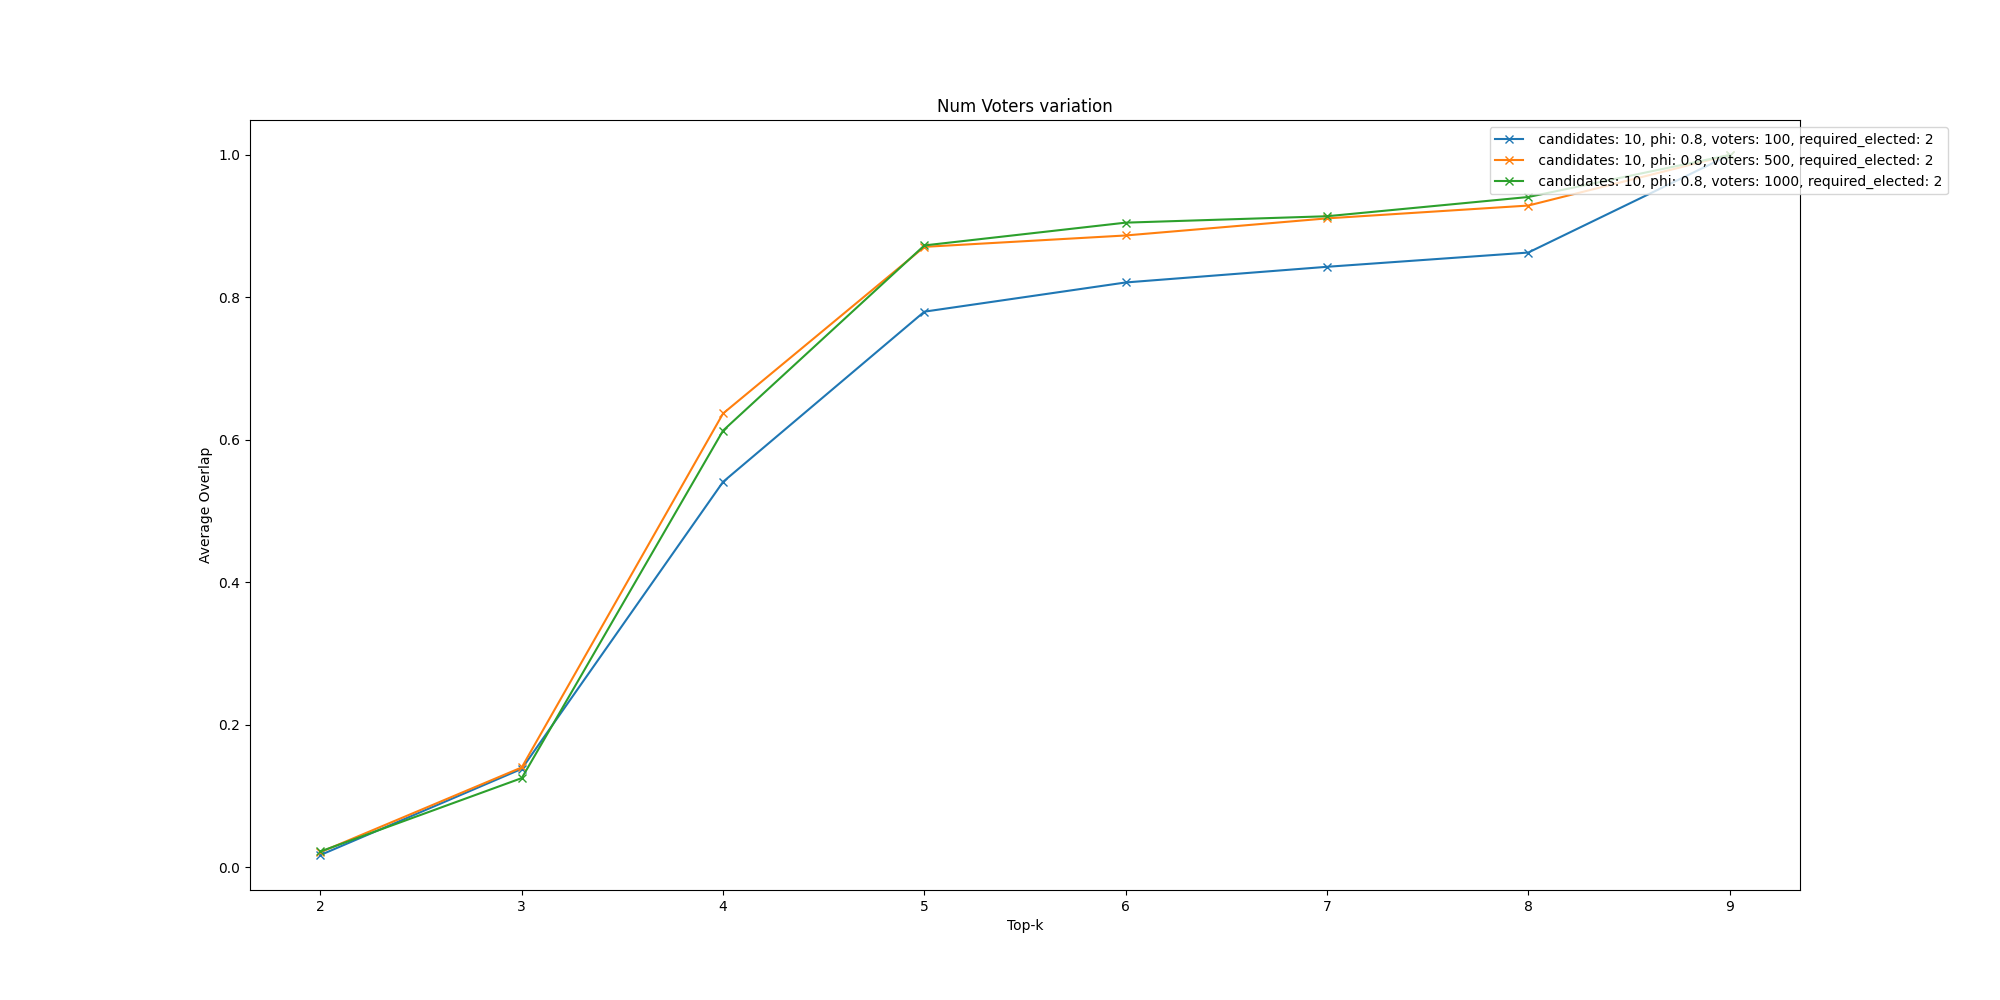 Num Voters variation
candidates: 10, phi: 0.8, voters: 100, required_elected: 2
candidates: 10, phi: 0.8, voters: 500, required_elected: 2
candidates: 10, phi: 0.8, voters: 1000, required_elected: 2
1.0
0.8
0.6
0.4
0.2
0.0
Average Overlap
2 3 4 5 6 7 8 9
Top-k